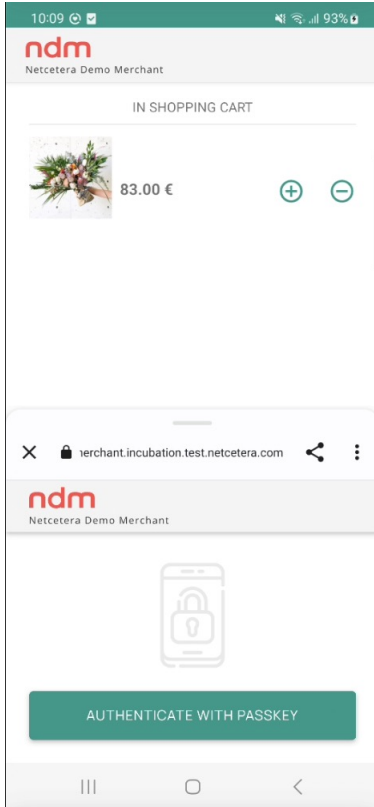 10:09 93%
ndm
Netcetera Demo Merchant
IN SHOPPING CART
83.00 €
merchant.incubation.test.netcetera.com
ndm
Netcetera Demo Merchant
AUTHENTICATE WITH PASSKEY